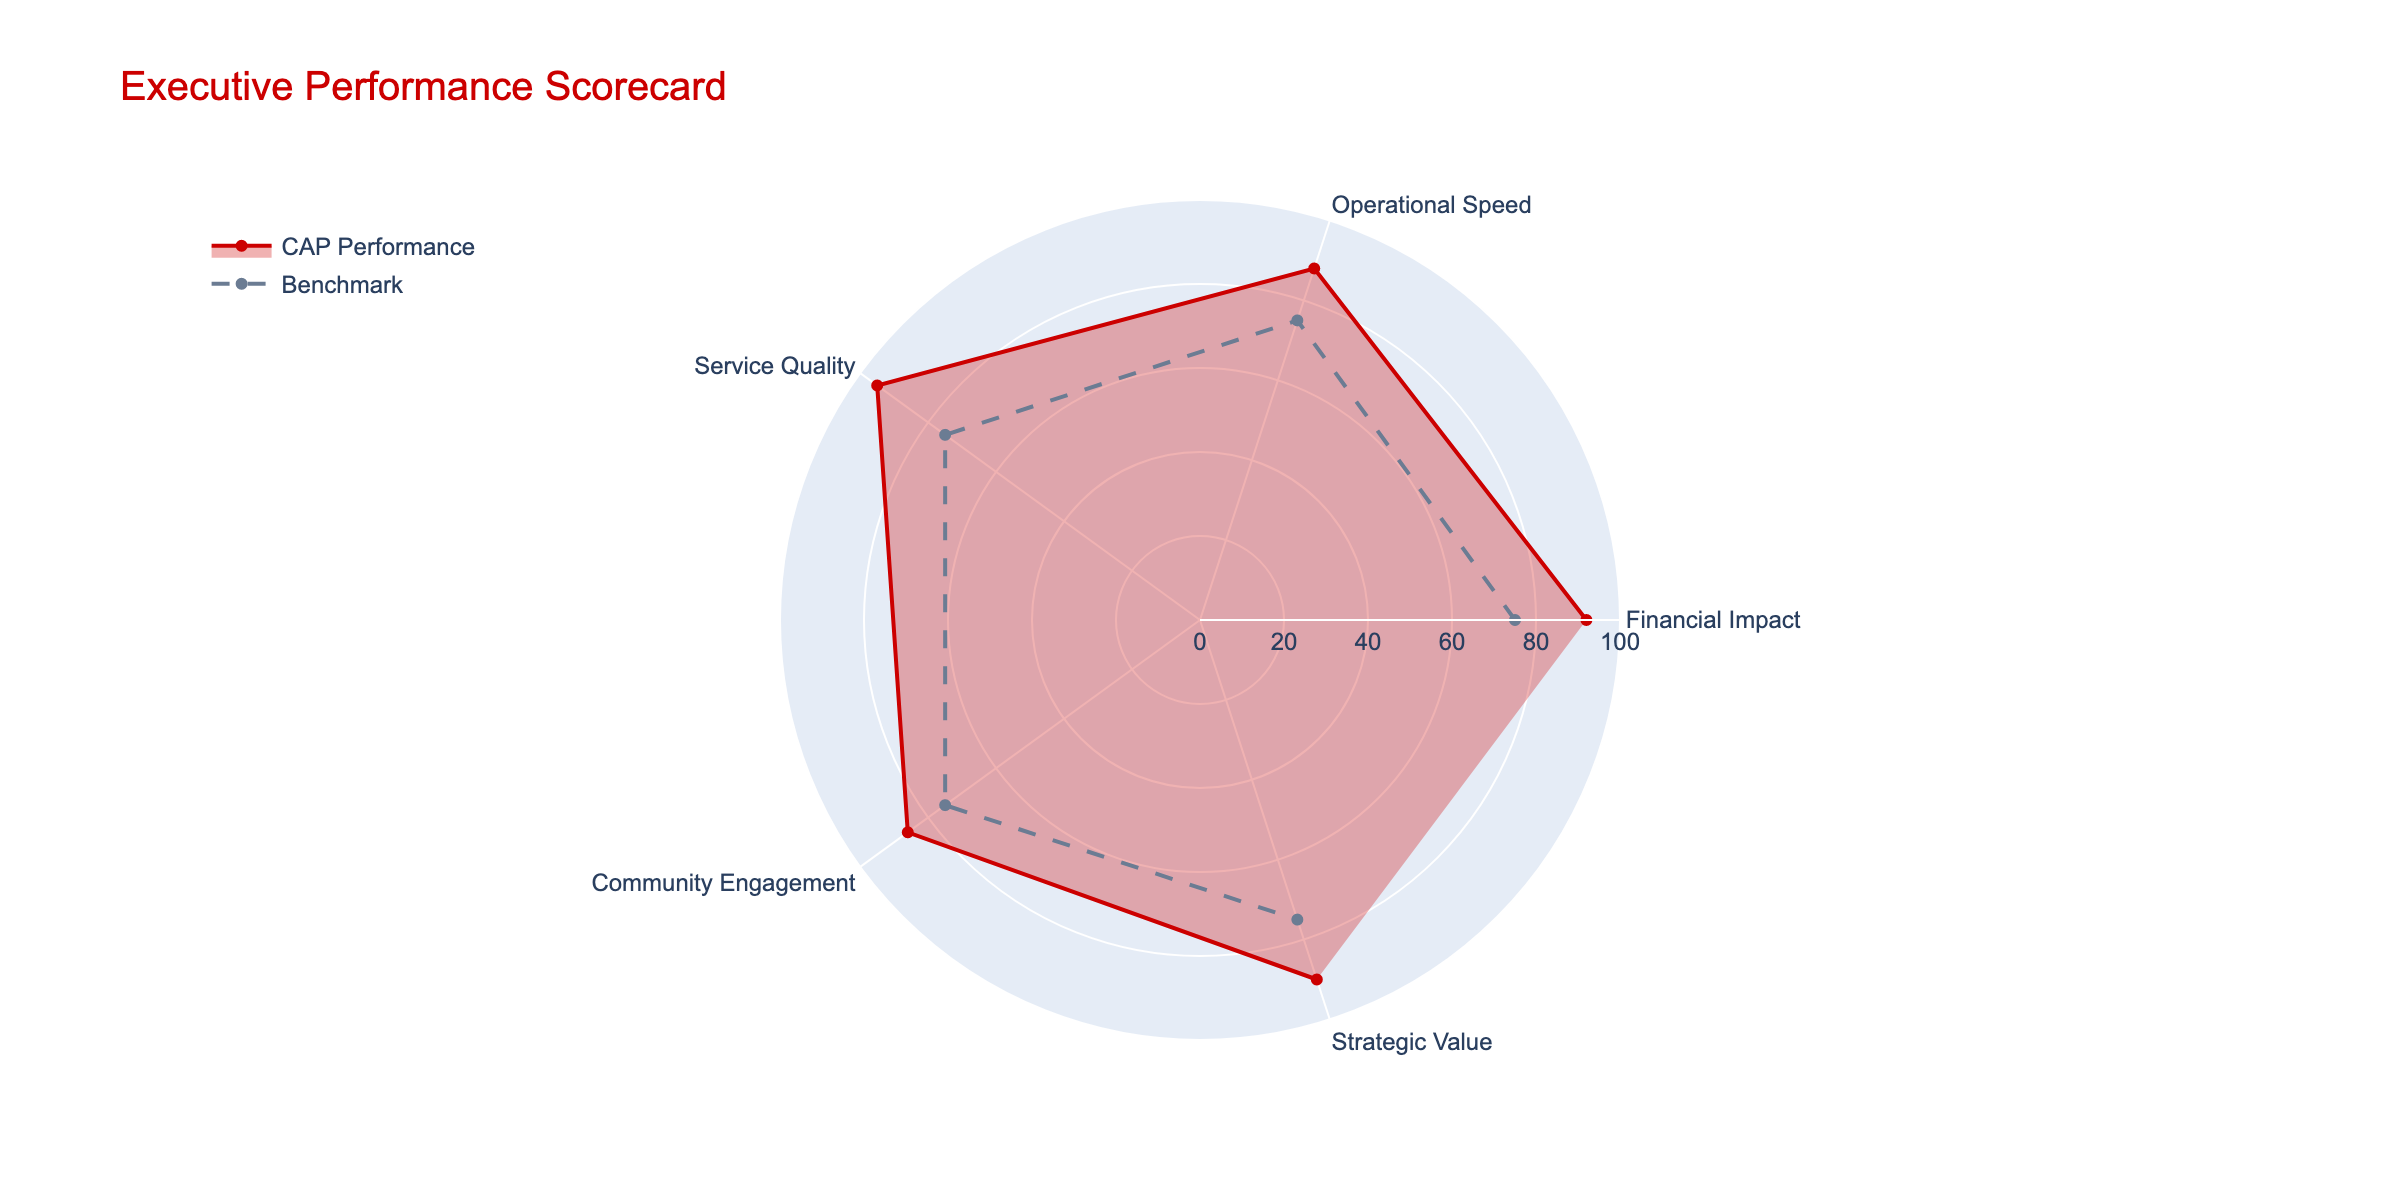 Executive Performance Scorecard
CAP Performance
Benchmark
Operational Speed
Service Quality
Financial Impact
0 20 40 60 80 100
Community Engagement
Strategic Value